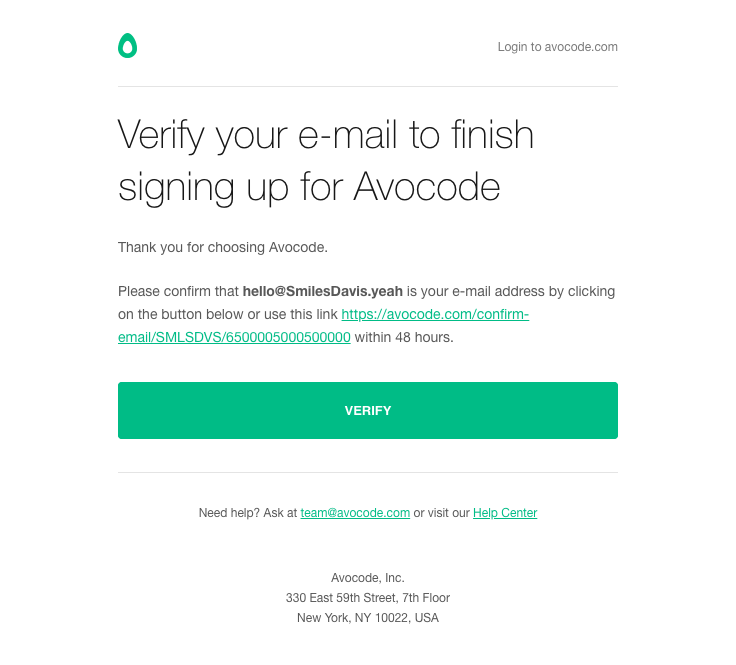 Login to avocode.com
Verify your e-mail to finish
signing up for Avocode
Thank you for choosing Avocode.
Please confirm that hello@SmilesDavis.yeah is your e-mail address by clicking
on the button below or use this link https://avocode.com/confirm-
email/SMLSDVS/6500005000500000 within 48 hours.
VERIFY
Need help? Ask at team@avocode.com or visit our Help Center
Avocode, Inc.
330 East 59th Street, 7th Floor
New York, NY 10022, USA